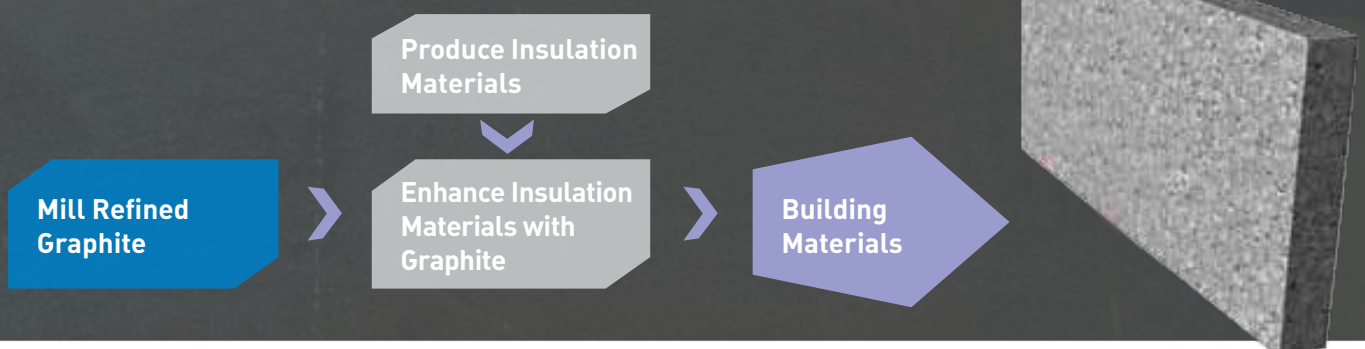 Produce Insulation
Materials
Mill Refined
Graphite
Enhance Insulation
Materials with
Graphite
Building
Materials